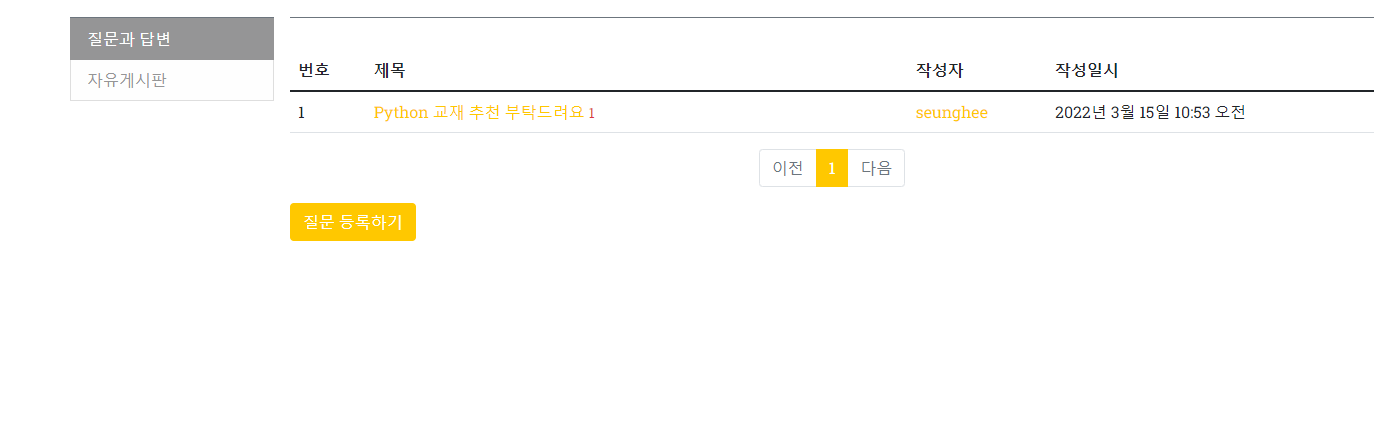 질문과 답변
자유게시판
번호 제목 작성자 작성일시
1 Python 교재 추천 부탁드려요 1 seunghee 2022년 3월 15일 10:53 오전
이전 1 다음
질문 등록하기